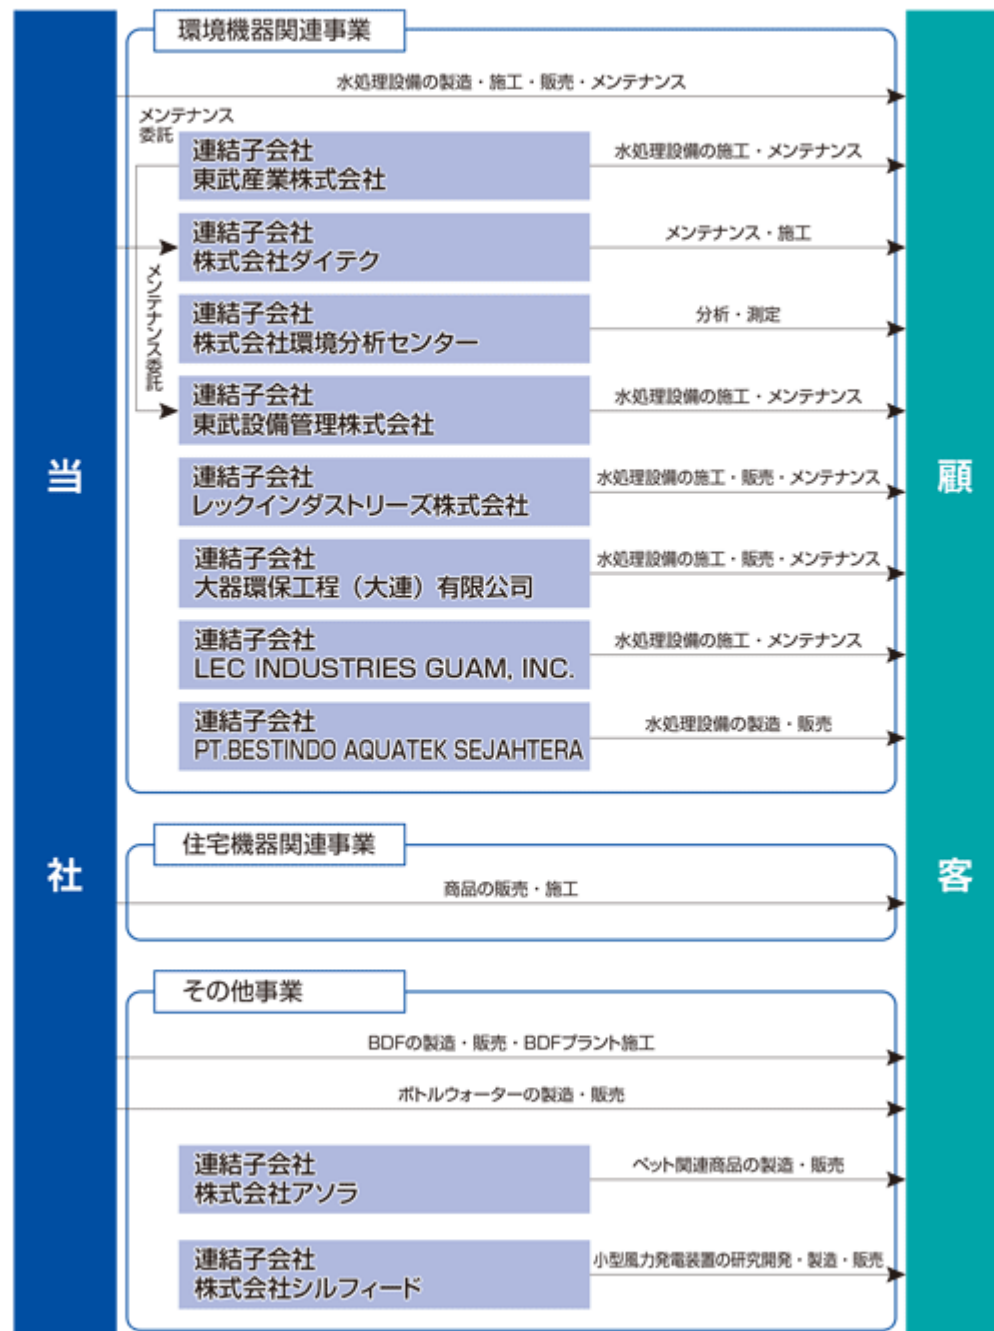 環境機器関連事業
水処理設備の製造・施工・販売・メンテナンス
メンテナンス
委託
連結子会社
東武産業株式会社
水処理設備の施工・メンテナンス
連結子会社
株式会社ダイテク
メンテナンス・施工
メンテナンス委託
連結子会社
株式会社環境分析センター
分析・測定
連結子会社
東武設備管理株式会社
水処理設備の施工・メンテナンス
連結子会社
レックインダストリーズ株式会社
水処理設備の施工・販売・メンテナンス
連結子会社
大器環保工程（大連）有限公司
水処理設備の施工・販売・メンテナンス
連結子会社
LEC INDUSTRIES GUAM, INC.
水処理設備の施工・メンテナンス
連結子会社
PT.BESTINDO AQUATEK SEJAHTERA
水処理設備の製造・販売
当社
顧客
住宅機器関連事業
商品の販売・施工
その他事業
BDFの製造・販売・BDFプラント施工
ボトルウォーターの製造・販売
連結子会社
株式会社アソラ
ペット関連商品の製造・販売
連結子会社
株式会社シルフィード
小型風力発電装置の研究開発・製造・販売